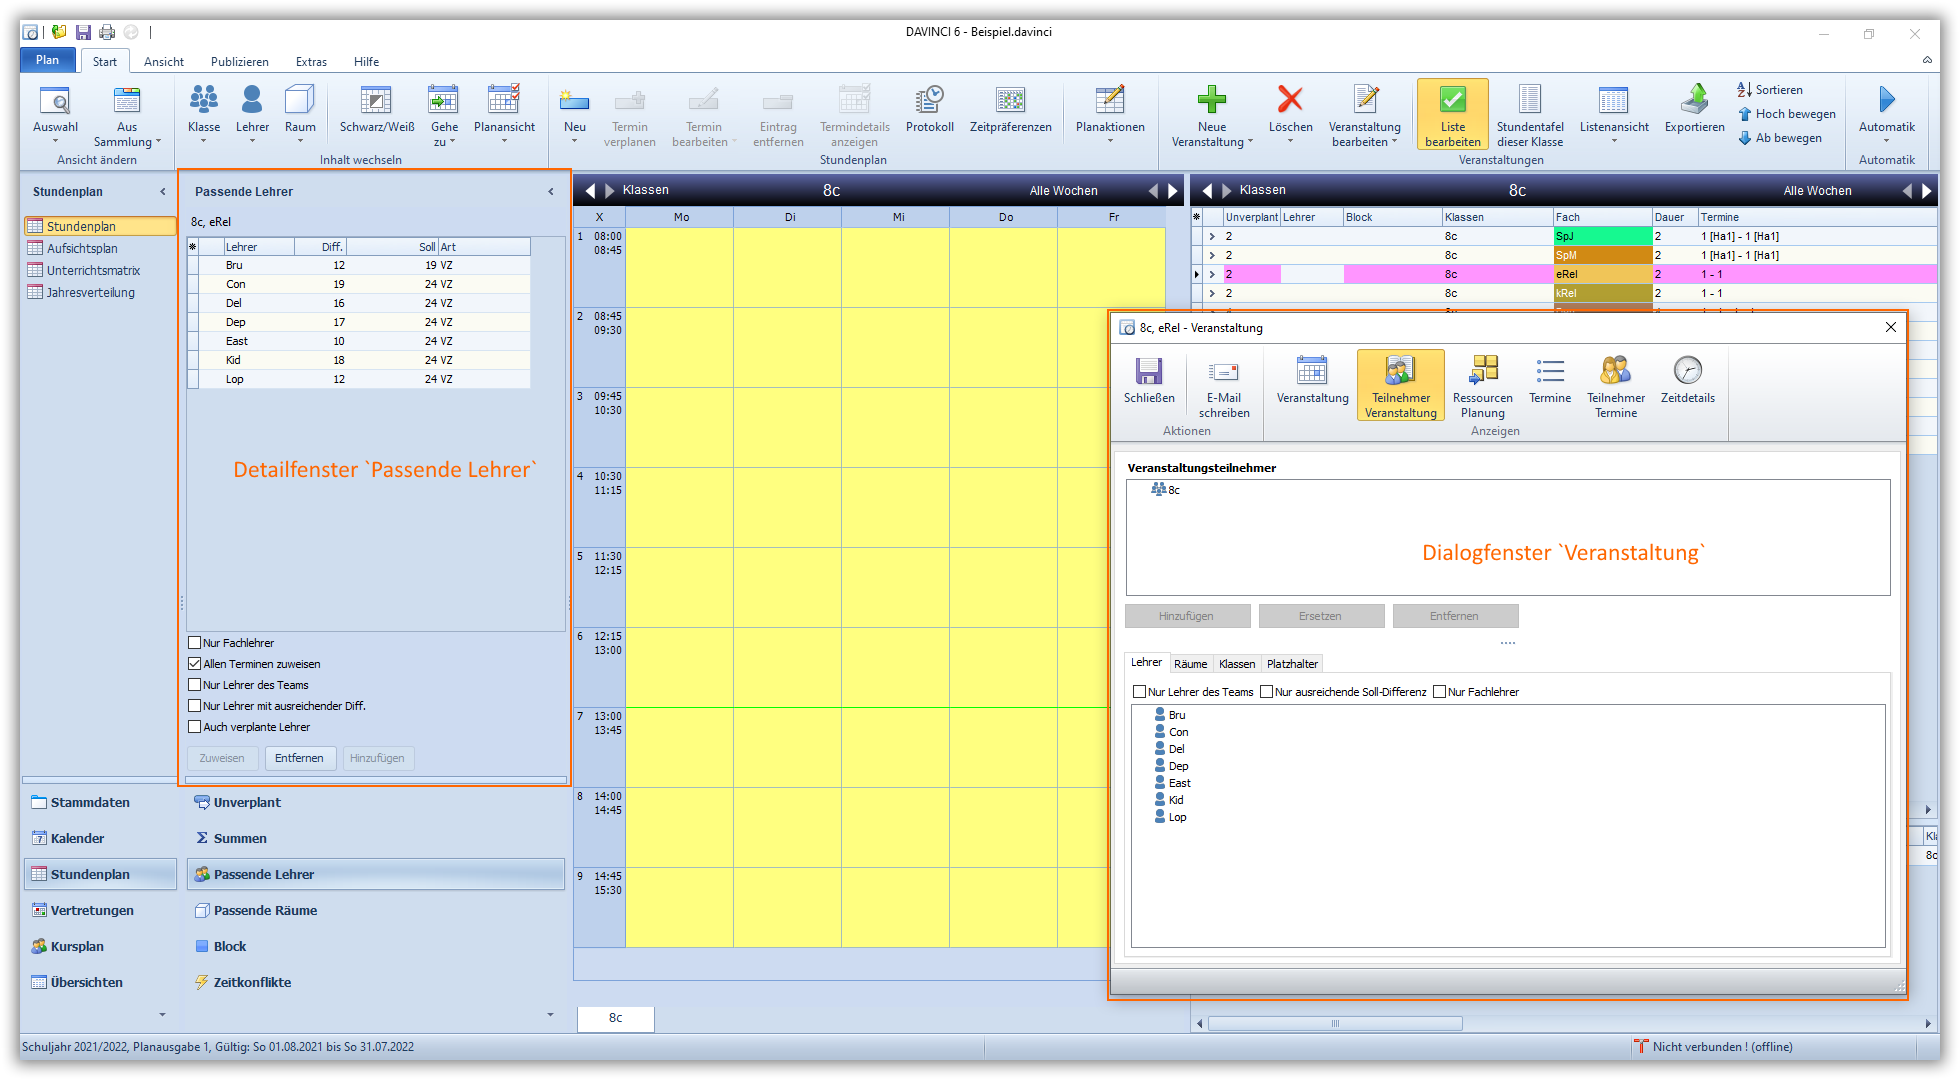 DAVINCI 6 - Beispiel.davinci
Plan Start Ansicht Publizieren Extras Hilfe
Auswahl
Aus Sammlung
Ansicht ändern
Klasse
Lehrer
Raum
Schwarz/Weiß
Gehe zu
Planansicht
Inhalt wechseln
Neu
Termin verplanen
Termin bearbeiten
Eintrag entfernen
Termindetails anzeigen
Protokoll
Zeitpräferenzen
Planaktionen
Stundenplan
Neue Veranstaltung
Löschen
Veranstaltung bearbeiten
Liste bearbeiten
Stundentafel dieser Klasse
Listenansicht
Exportieren
Sortieren
Hoch bewegen
Ab bewegen
Veranstaltungen
Automatik
Automatik
Stundenplan
Stundenplan
Aufsichtsplan
Unterrichtsmatrix
Jahresverteilung
Stammdaten
Kalender
Stundenplan
Vertretungen
Kursplan
Übersichten
Passende Lehrer
8c, eRel
Lehrer Diff. Soll Art
Bru 12 19 VZ
Con 19 24 VZ
Del 16 24 VZ
Dep 17 24 VZ
East 10 24 VZ
Kid 18 24 VZ
Lop 12 24 VZ
Detailfenster `Passende Lehrer`
Nur Fachlehrer
Allen Terminen zuweisen
Nur Lehrer des Teams
Nur Lehrer mit ausreichender Diff.
Auch verplante Lehrer
Zuweisen Entfernen Hinzufügen
Unverplant
Summen
Passende Lehrer
Passende Räume
Block
Zeitkonflikte
Klassen 8c Alle Wochen
X Mo Di Mi Do Fr
1 08:00
08:45
2 08:45
09:30
3 09:45
10:30
4 10:30
11:15
5 11:30
12:15
6 12:15
13:00
7 13:00
13:45
8 14:00
14:45
9 14:45
15:30
8c
Klassen 8c Alle Wochen
Unverplant Lehrer Block Klassen Fach Dauer Termine
2 8c SpJ 2 1 [Ha1] - 1 [Ha1]
2 8c SpM 2 1 [Ha1] - 1 [Ha1]
2 8c eRel 2 1 - 1
2 8c kRel 2 1 - 1
8c, eRel - Veranstaltung
Schließen
E-Mail schreiben
Aktionen
Veranstaltung
Teilnehmer Veranstaltung
Ressourcen Planung
Termine
Teilnehmer Termine
Zeitdetails
Anzeigen
Veranstaltungsteilnehmer
8c
Dialogfenster `Veranstaltung`
Hinzufügen Ersetzen Entfernen
Lehrer Räume Klassen Platzhalter
Nur Lehrer des Teams Nur ausreichende Soll-Differenz Nur Fachlehrer
Bru
Con
Del
Dep
East
Kid
Lop
8c
Schuljahr 2021/2022, Planausgabe 1, Gültig: So 01.08.2021 bis So 31.07.2022
Nicht verbunden ! (offline)